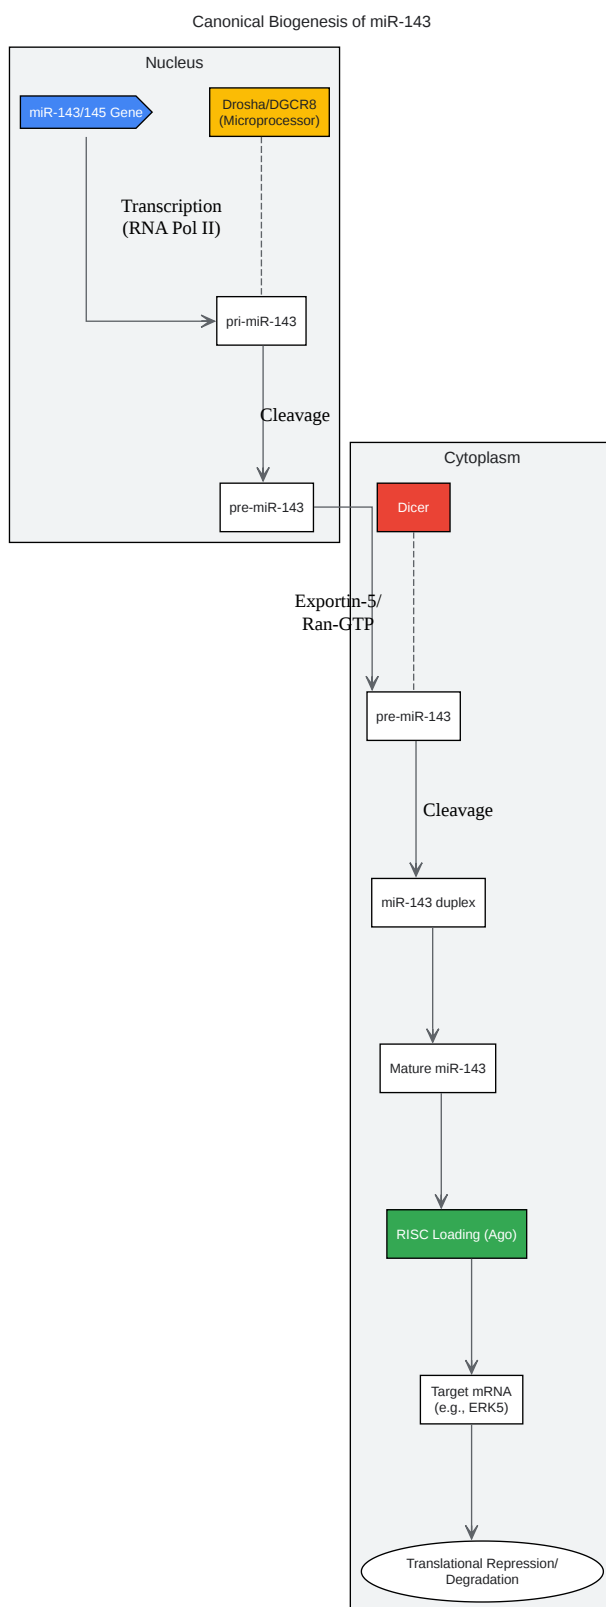 Canonical Biogenesis of miR-143
Nucleus
miR-143/145 Gene
Drosha/DGCR8
(Microprocessor)
Transcription
(RNA Pol II)
pri-miR-143
Cleavage
pre-miR-143
Cytoplasm
Dicer
Exportin-5/
Ran-GTP
pre-miR-143
Cleavage
miR-143 duplex
Mature miR-143
RISC Loading (Ago)
Target mRNA
(e.g., ERK5)
Translational Repression/
Degradation